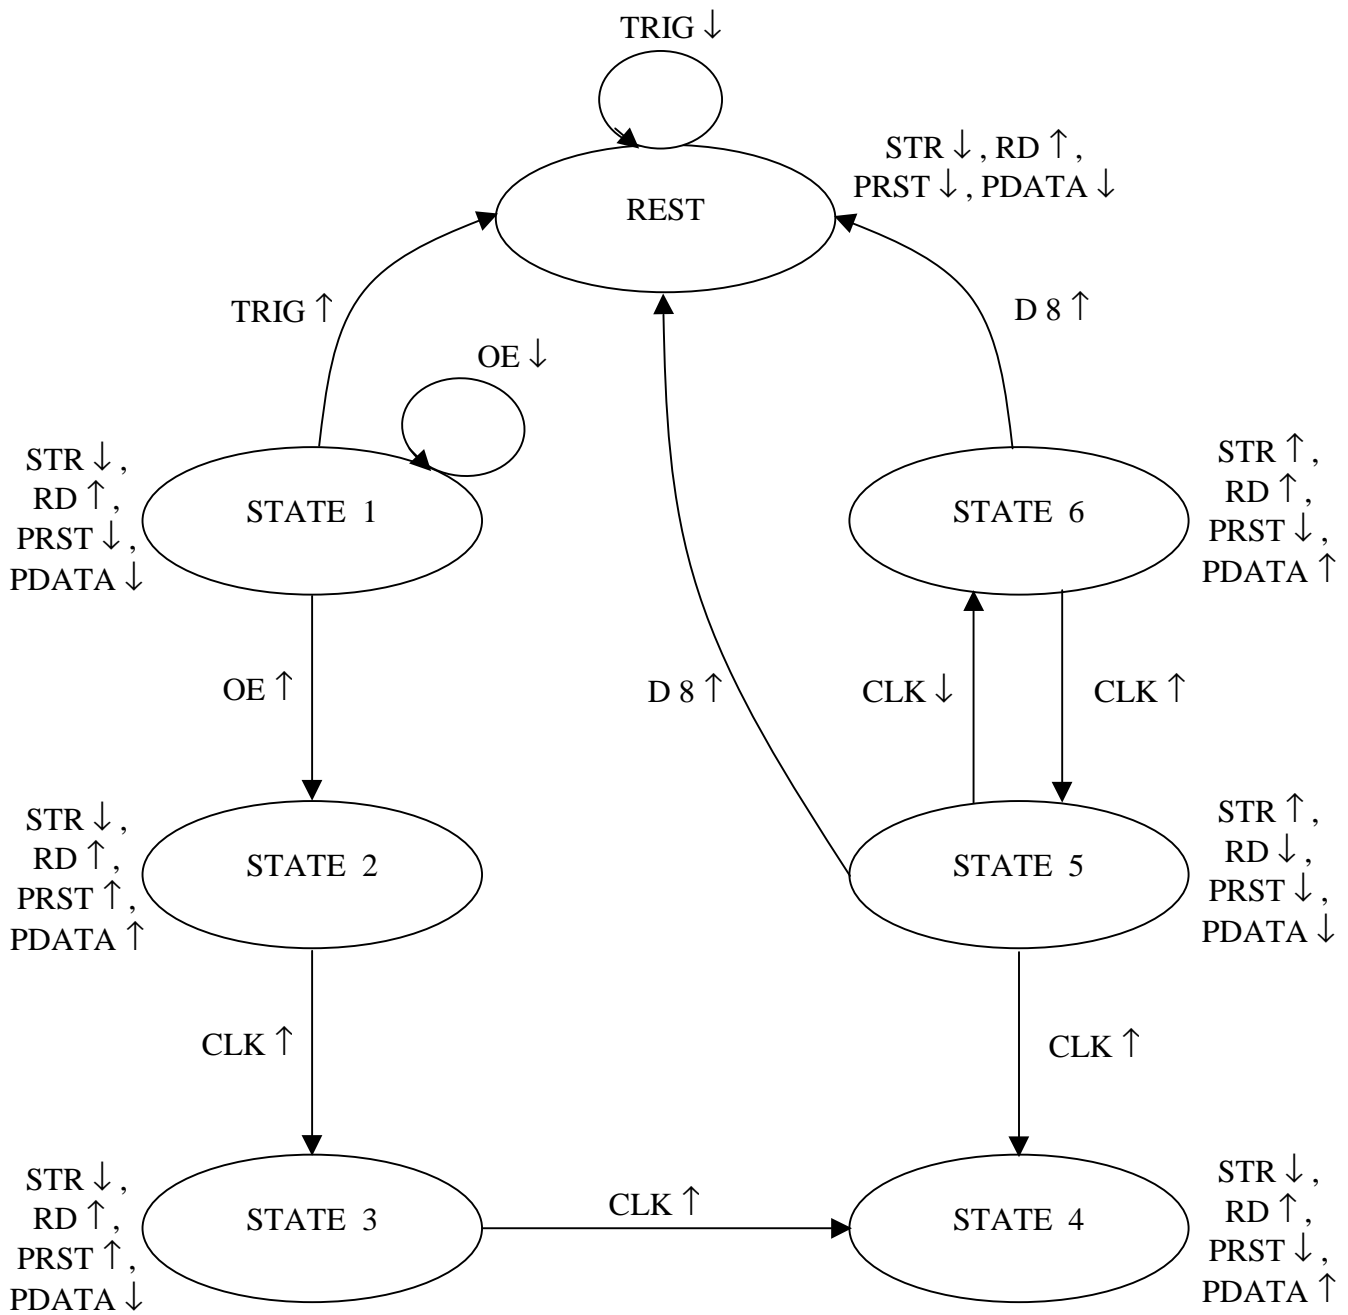 TRIG ↓
STR ↓, RD ↑,
PRST ↓, PDATA ↓
REST
TRIG ↑
D 8 ↑
OE ↓
STR ↓,
RD ↑,
PRST ↓,
PDATA ↓
STATE 1
STATE 6
STR ↑,
RD ↑,
PRST ↓,
PDATA ↑
OE ↑
D 8 ↑
CLK ↓
CLK ↑
STR ↓,
RD ↑,
PRST ↑,
PDATA ↑
STATE 2
STATE 5
STR ↑,
RD ↓,
PRST ↓,
PDATA ↓
CLK ↑
CLK ↑
STR ↓,
RD ↑,
PRST ↑,
PDATA ↓
STATE 3
CLK ↑
STATE 4
STR ↓,
RD ↑,
PRST ↓,
PDATA ↑